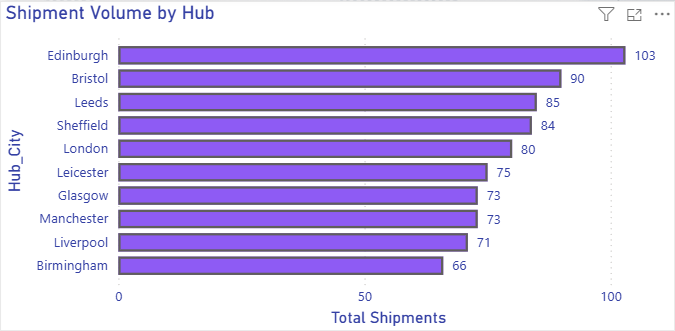 Shipment Volume by Hub
Hub_City
Edinburgh 103
Bristol 90
Leeds 85
Sheffield 84
London 80
Leicester 75
Glasgow 73
Manchester 73
Liverpool 71
Birmingham 66
0 50 100
Total Shipments